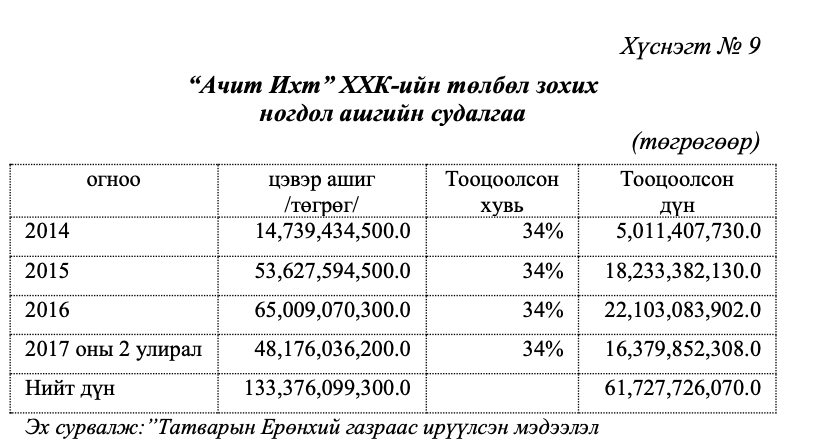 Хүснэгт № 9
“Ачит Ихт” ХХК-ийн төлбөл зохих
ногдол ашгийн судалгаа
(төгрөгөөр)
огноо цэвэр ашиг Тооцоолсон Тооцоолсон
/төгрөг/ хувь дүн
2014 14,739,434,500.0 34% 5,011,407,730.0
2015 53,627,594,500.0 34% 18,233,382,130.0
2016 65,009,070,300.0 34% 22,103,083,902.0
2017 оны 2 улирал 48,176,036,200.0 34% 16,379,852,308.0
Нийт дүн 133,376,099,300.0 61,727,726,070.0
Эх сурвалж:”Татварын Ерөнхий газраас ирүүлсэн мэдээлэл